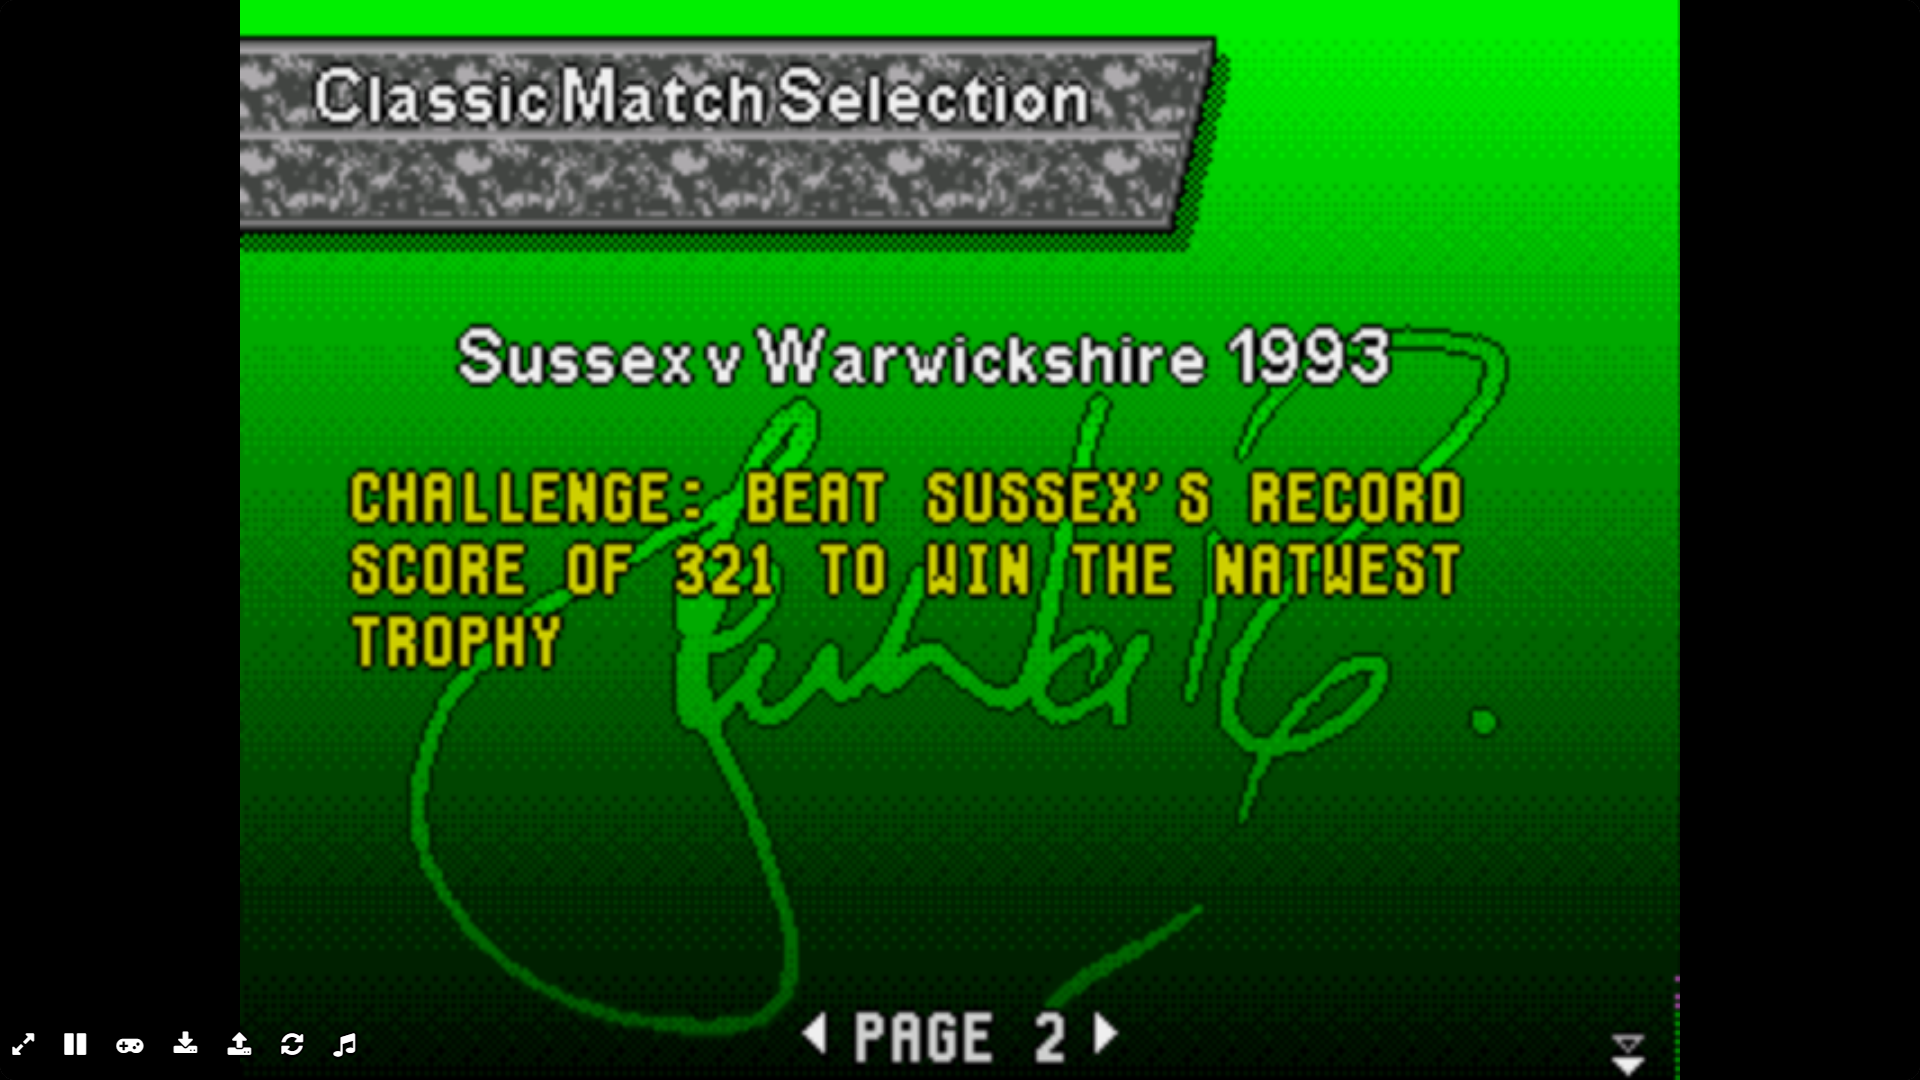 Classic Match Selection
Sussex v Warwickshire 1993
CHALLENGE: BEAT SUSSEX'S RECORD
SCORE OF 321 TO WIN THE NATWEST
TROPHY
PAGE 2